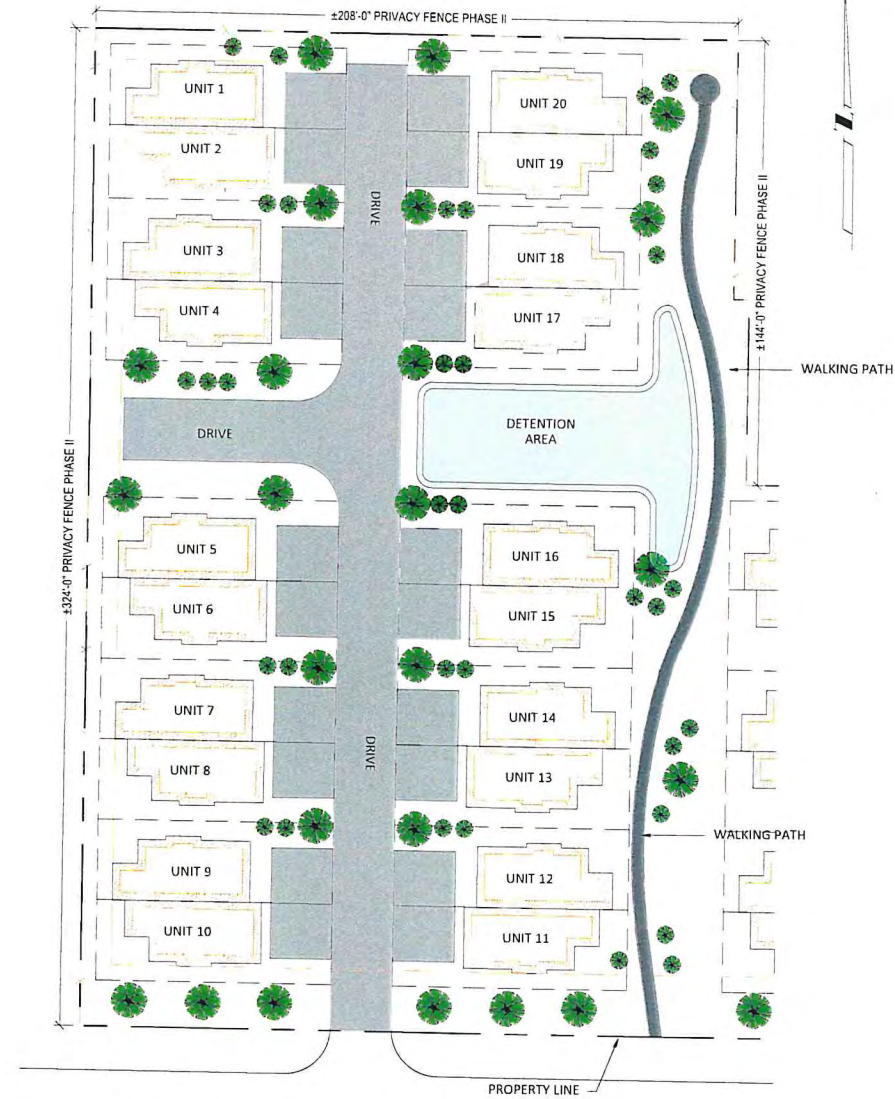 ±208'-0" PRIVACY FENCE PHASE II
UNIT 1
UNIT 20
UNIT 2
UNIT 19
DRIVE
±144'-0" PRIVACY FENCE PHASE II
UNIT 3
UNIT 18
UNIT 4
UNIT 17
WALKING PATH
DRIVE
DETENTION
AREA
±324'-0" PRIVACY FENCE PHASE II
UNIT 5
UNIT 16
UNIT 6
UNIT 15
UNIT 7
UNIT 14
DRIVE
UNIT 8
UNIT 13
WALKING PATH
UNIT 9
UNIT 12
UNIT 10
UNIT 11
PROPERTY LINE